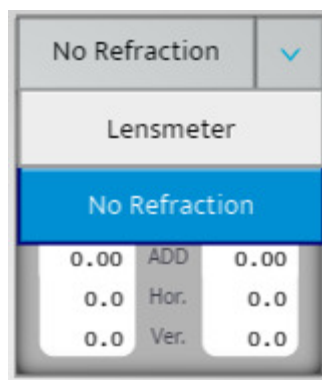 No Refraction
Lensmeter
No Refraction
0.00 ADD 0.00
0.0 Hor. 0.0
0.0 Ver. 0.0